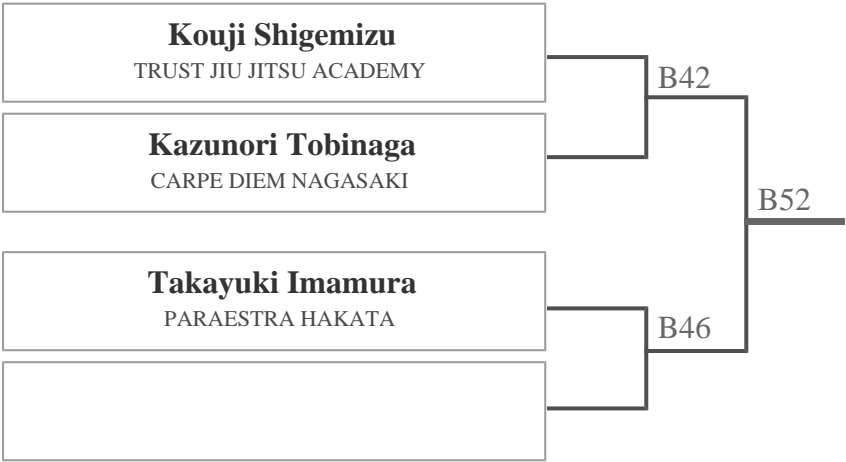 Kouji Shigemizu
TRUST JIU JITSU ACADEMY
B42
Kazunori Tobinaga
CARPE DIEM NAGASAKI
B52
Takayuki Imamura
PARAESTRA HAKATA
B46